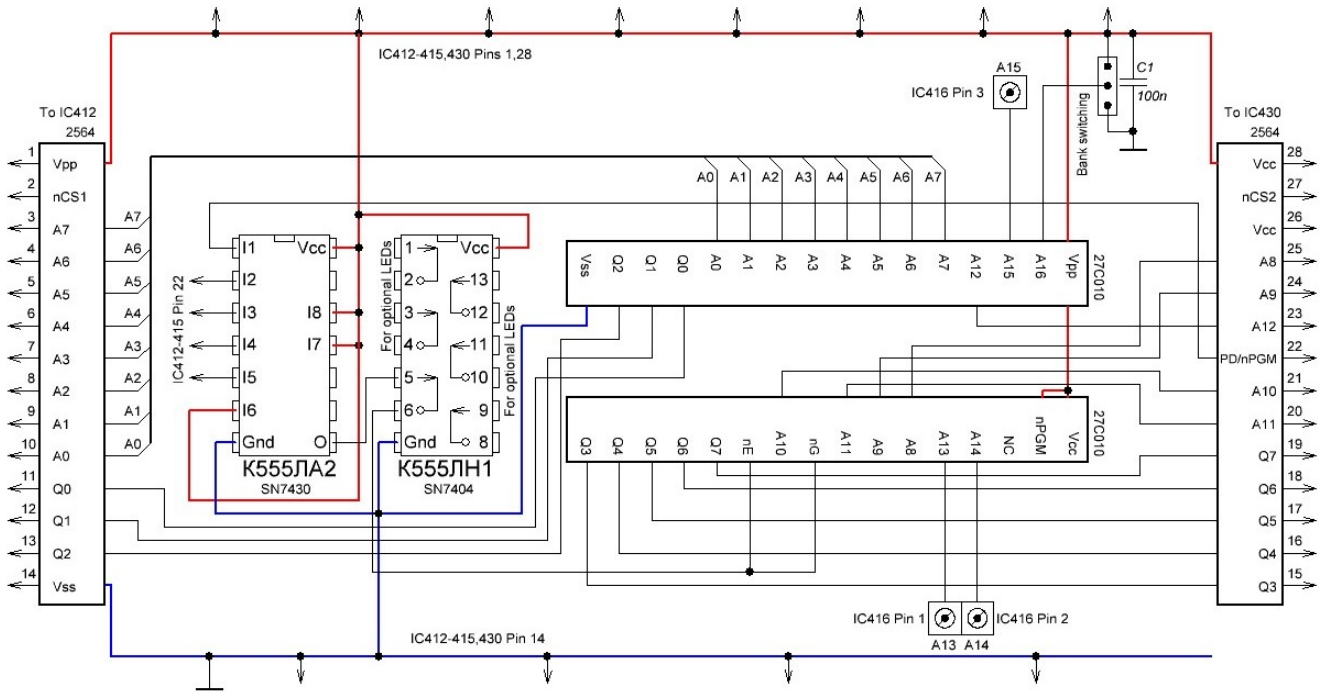 IC412-415,430 Pins 1,28
A15
IC416 Pin 3
C1
100n
Bank switching
To IC412
2564
To IC430
2564
1 Vpp
2 nCS1
3 A7
4 A6
5 A5
6 A4
7 A3
8 A2
9 A1
10 A0
11 Q0
12 Q1
13 Q2
14 Vss
A7
A6
A5
A4
A3
A2
A1
A0
IC412-415 Pin 22
I1 Vcc
I2
I3 I8
I4 I7
I5
I6
Gnd O
К555ЛА2
SN7430
For optional LEDs
1 Vcc
2 13
3 12
4 11
5 10
6 9
Gnd 8
For optional LEDs
К555ЛН1
SN7404
A0 A1 A2 A3 A4 A5 A6 A7
Vss Q2 Q1 Q0 A0 A1 A2 A3 A4 A5 A6 A7 A12 A15 A16 Vpp
27C010
Q3 Q4 Q5 Q6 Q7 nE A10 nG A11 A9 A8 A13 A14 NC nPGM Vcc
27C010
28 Vcc
27 nCS2
26 Vcc
25 A8
24 A9
23 A12
22 PD/nPGM
21 A10
20 A11
19 Q7
18 Q6
17 Q5
16 Q4
15 Q3
IC416 Pin 1
IC416 Pin 2
A13 A14
IC412-415,430 Pin 14